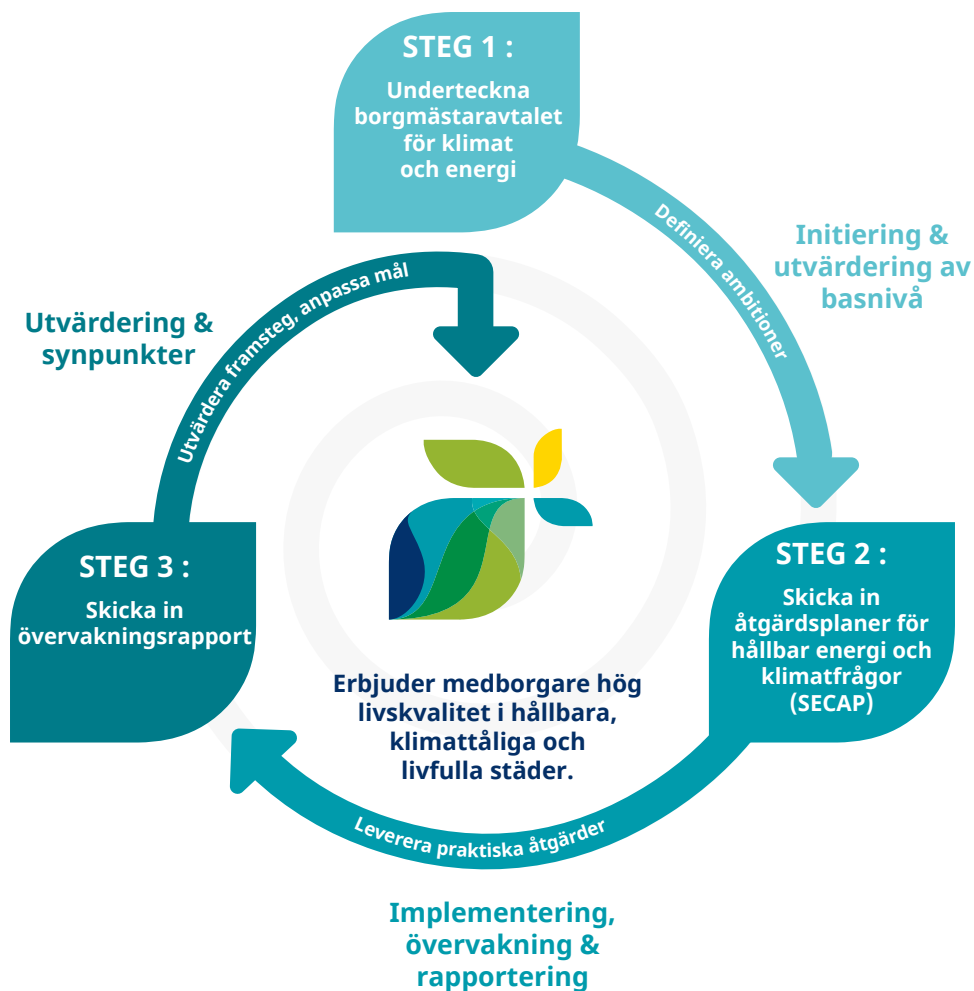 STEG 1 :
Underteckna
borgmästaravtalet
för klimat
och energi
Definiera ambitioner
Initiering &
utvärdering av
basnivå
STEG 2 :
Skicka in
åtgärdsplaner för
hållbar energi och
klimatfrågor
(SECAP)
Leverera praktiska åtgärder
Implementering,
övervakning &
rapportering
STEG 3 :
Skicka in
övervakningsrapport
Utvärdera framsteg, anpassa mål
Utvärdering &
synpunkter
Erbjuder medborgare hög
livskvalitet i hållbara,
klimattåliga och
livfulla städer.